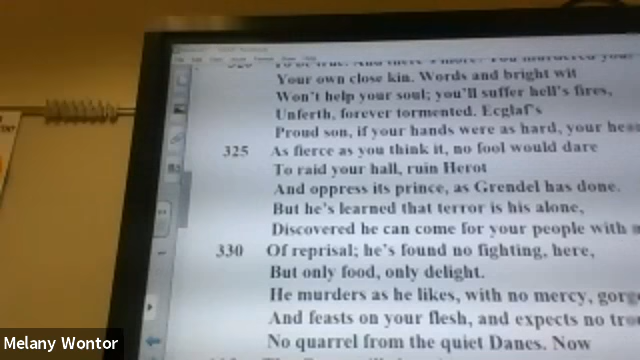 Your own close kin. Words and bright wit
Won't help your soul; you'll suffer hell's fires,
Unferth, forever tormented. Ecglaf's
Proud son, if your hands were as hard, your
325 As fierce as you think it, no fool would dare
To raid your hall, ruin Herot
And oppress its prince, as Grendel has done.
But he's learned that terror is his alone,
Discovered he can come for your people with
330 Of reprisal; he's found no fighting, here,
But only food, only delight.
He murders as he likes, with no mercy,
And feasts on your flesh, and expects no
No quarrel from the quiet Danes. Now
Melany Wontor